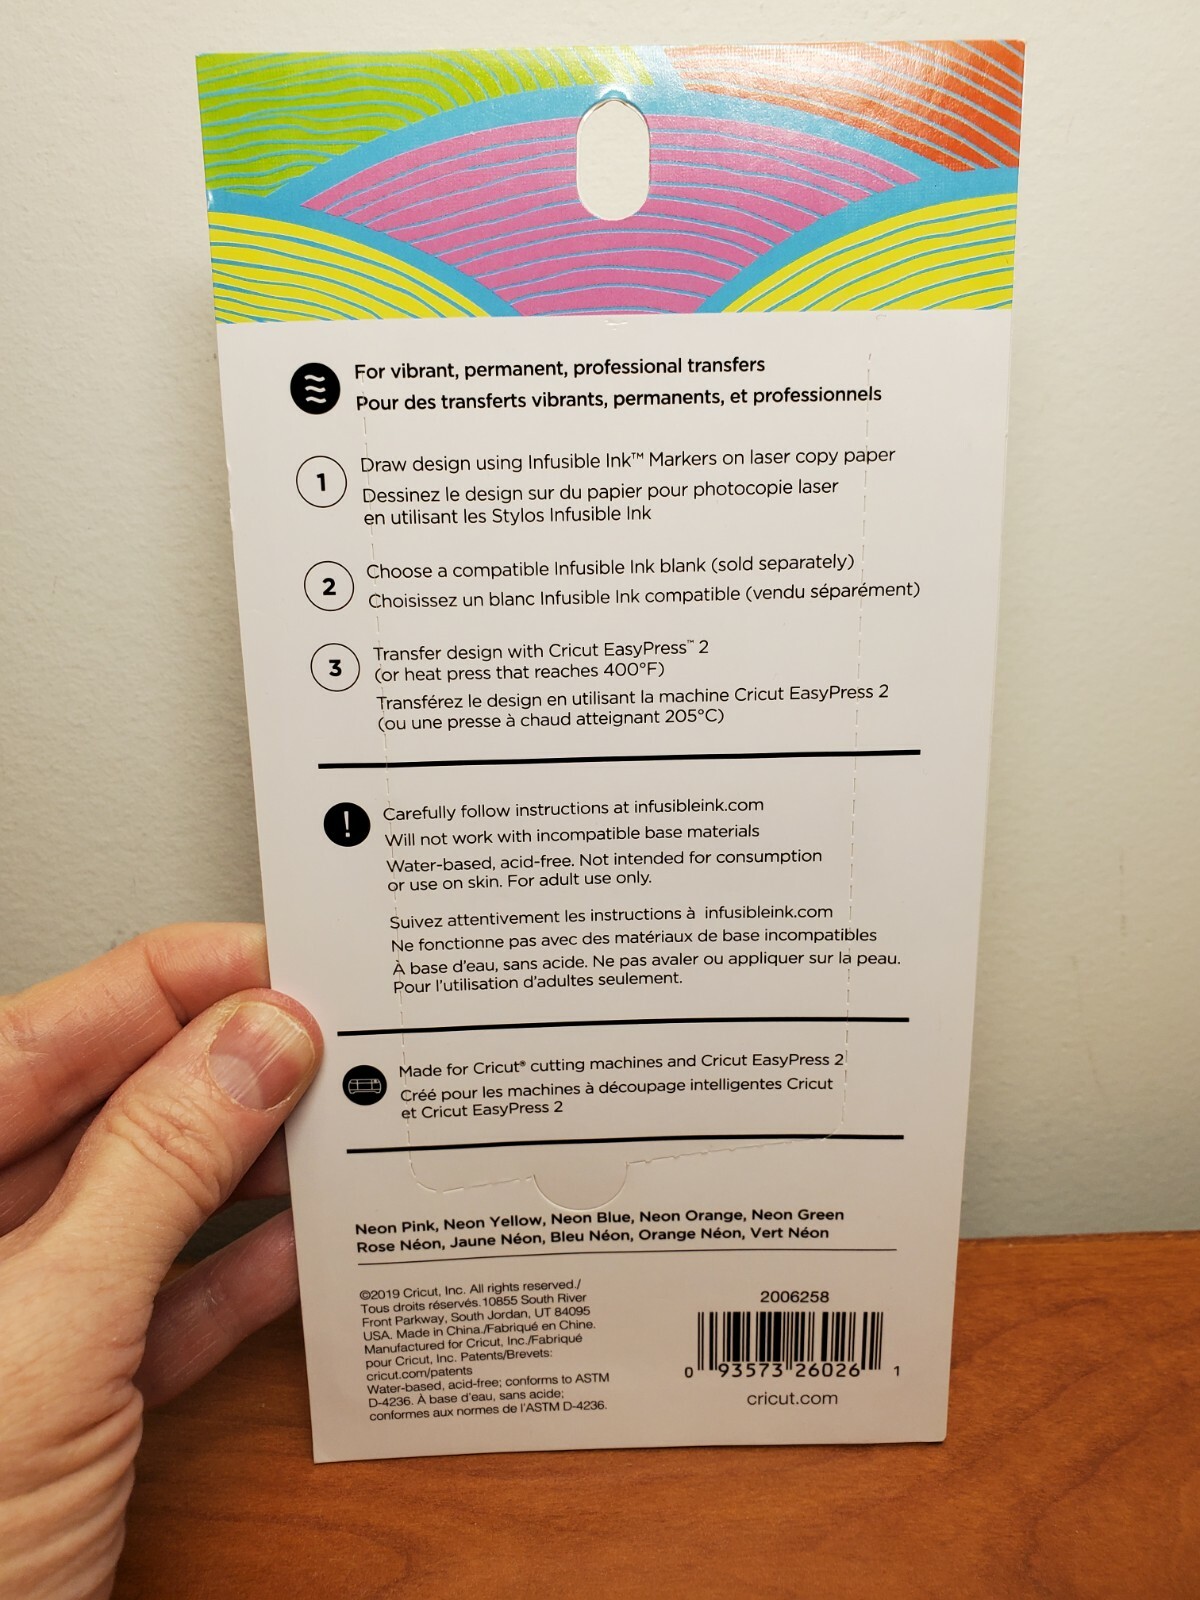 For vibrant, permanent, professional transfers
Pour des transferts vibrants, permanents, et professionnels
1
Draw design using Infusible Ink™ Markers on laser copy paper
Dessinez le design sur du papier pour photocopie laser
en utilisant les Stylos Infusible Ink
2
Choose a compatible Infusible Ink blank (sold separately)
Choisissez un blanc Infusible Ink compatible (vendu séparément)
3
Transfer design with Cricut EasyPress™ 2
(or heat press that reaches 400°F)
Transférez le design en utilisant la machine Cricut EasyPress 2
(ou une presse à chaud atteignant 205°C)
!
Carefully follow instructions at infusibleink.com
Will not work with incompatible base materials
Water-based, acid-free. Not intended for consumption
or use on skin. For adult use only.
Suivez attentivement les instructions à infusibleink.com
Ne fonctionne pas avec des matériaux de base incompatibles
À base d'eau, sans acide. Ne pas avaler ou appliquer sur la peau.
Pour l'utilisation d'adultes seulement.
Made for Cricut® cutting machines and Cricut EasyPress 2
Créé pour les machines à découpage intelligentes Cricut
et Cricut EasyPress 2
Neon Pink, Neon Yellow, Neon Blue, Neon Orange, Neon Green
Rose Néon, Jaune Néon, Bleu Néon, Orange Néon, Vert Néon
©2019 Cricut, Inc. All rights reserved./
Tous droits réservés. 10855 South River
Front Parkway, South Jordan, UT 84095
USA. Made in China./Fabriqué en Chine.
Manufactured for Cricut, Inc./Fabriqué
pour Cricut, Inc. Patents/Brevets:
cricut.com/patents
Water-based, acid-free; conforms to ASTM
D-4236. À base d'eau, sans acide;
conformes aux normes de l'ASTM D-4236.
2006258
0 93573 26026 1
cricut.com